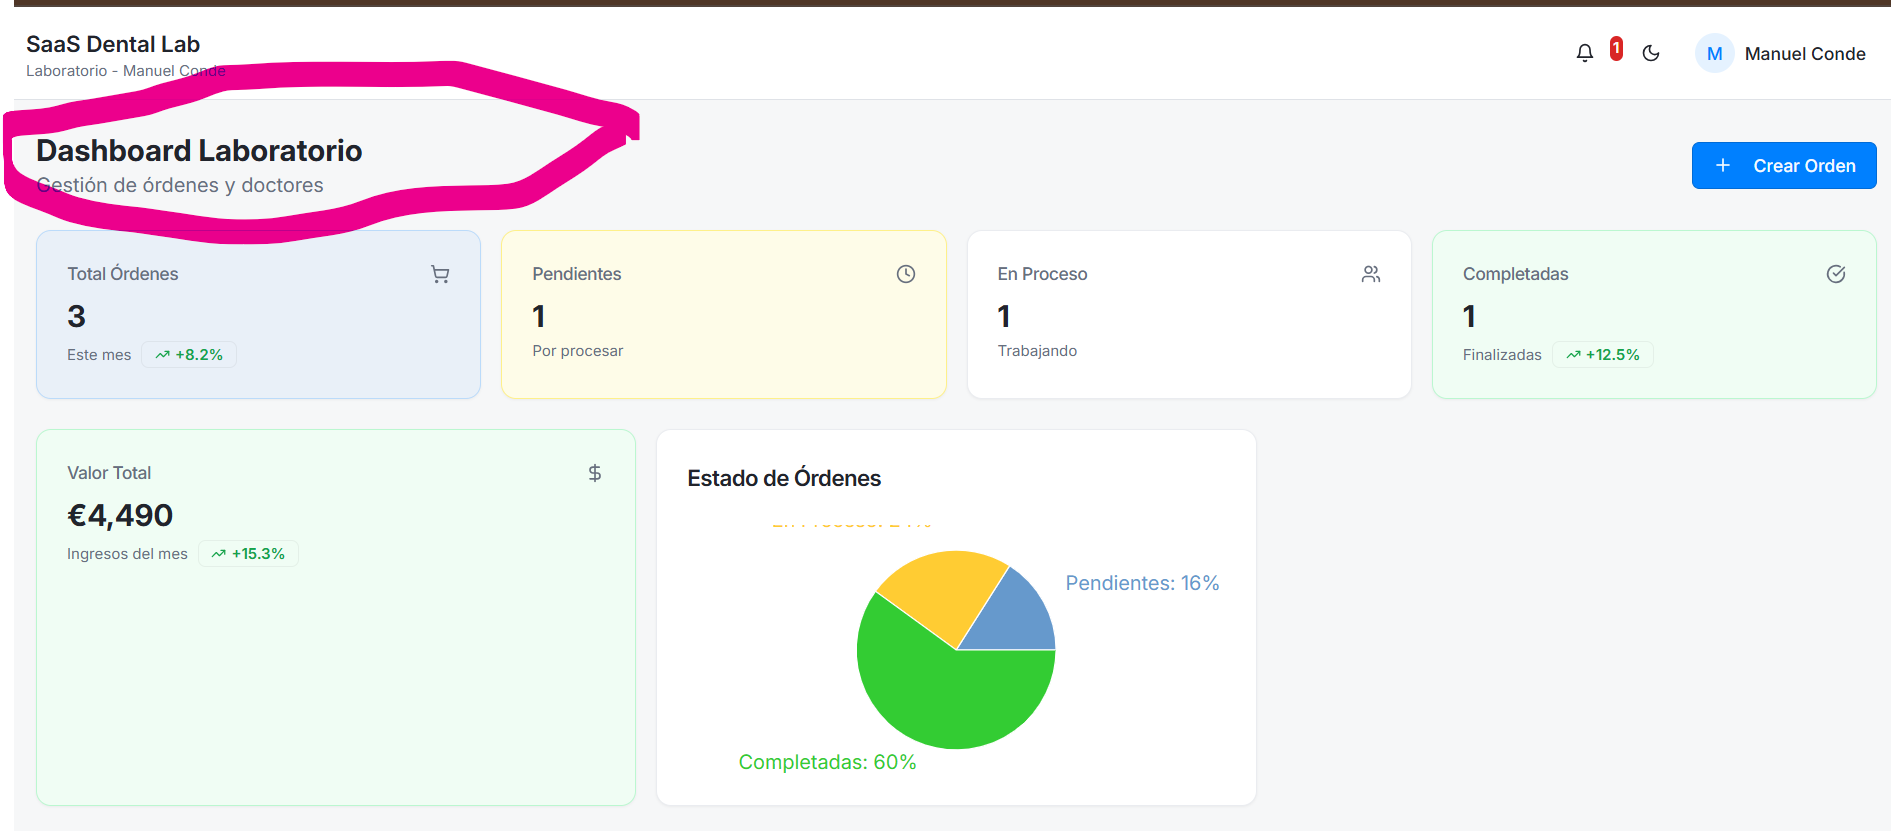 SaaS Dental Lab
Laboratorio - Manuel Conde
1
M
Manuel Conde
Dashboard Laboratorio
Gestión de órdenes y doctores
+ Crear Orden
Total Órdenes
3
Este mes +8.2%
Pendientes
1
Por procesar
En Proceso
1
Trabajando
Completadas
1
Finalizadas +12.5%
Valor Total
$
€4,490
Ingresos del mes +15.3%
Estado de Órdenes
Pendientes: 16%
Completadas: 60%